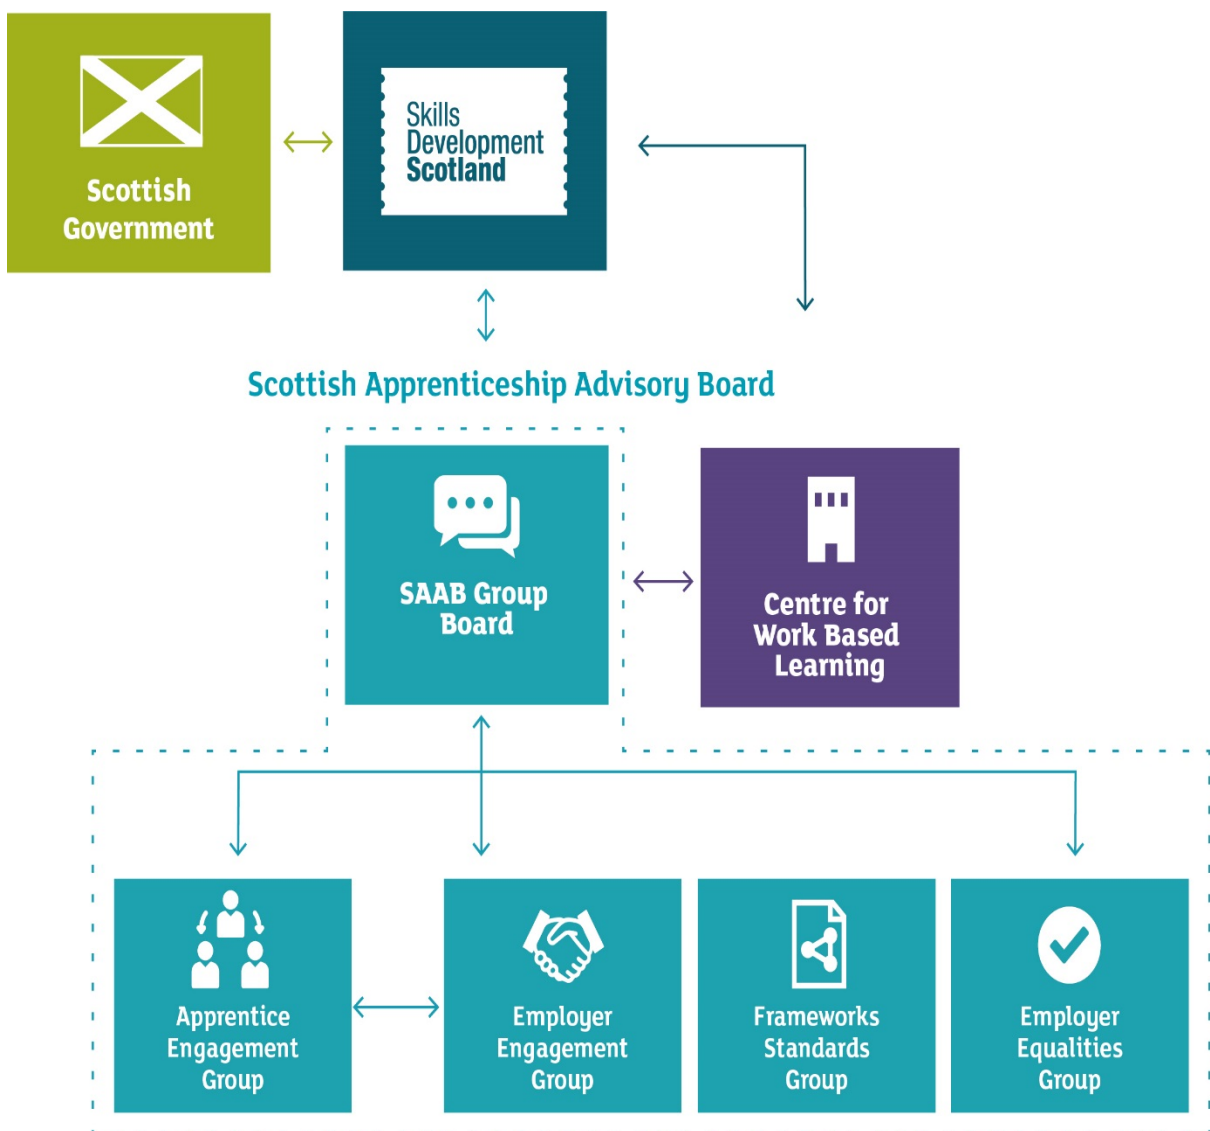 Scottish
Government
Skills
Development
Scotland
Scottish Apprenticeship Advisory Board
SAAB Group
Board
Centre for
Work Based
Learning
Apprentice
Engagement
Group
Employer
Engagement
Group
Frameworks
Standards
Group
Employer
Equalities
Group